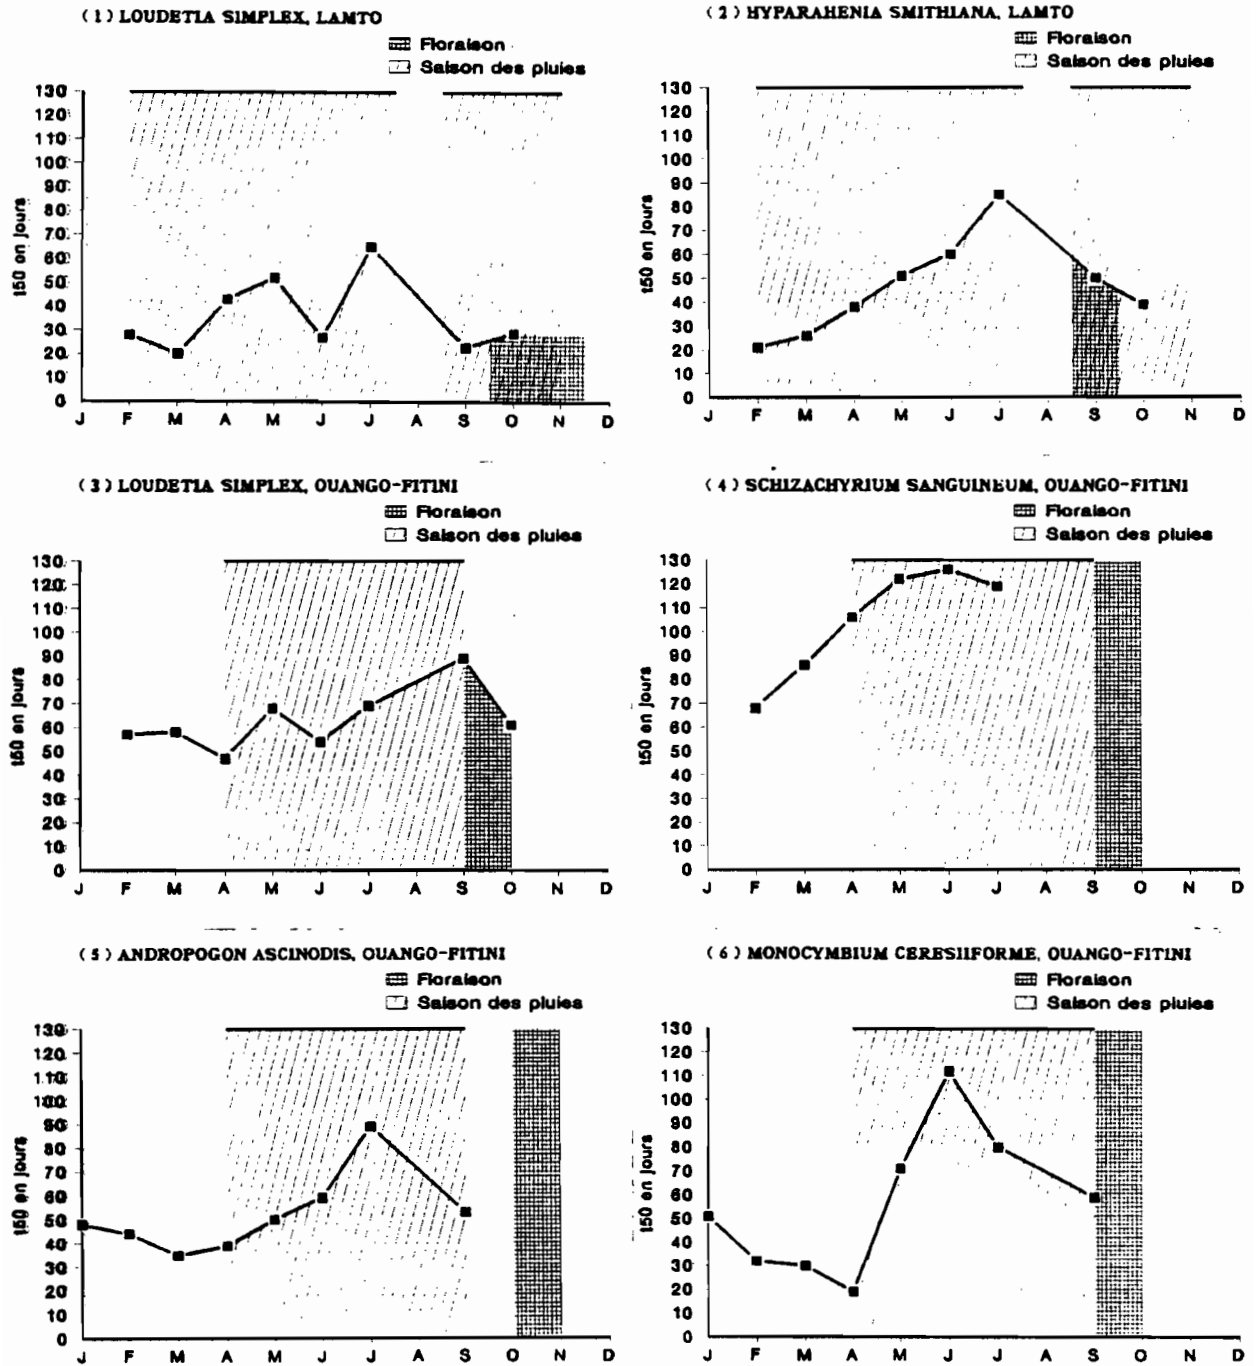 (1) LOUDETIA SIMPLEX, LAMTO
Floraison
Saison des pluies
130
120
110
100
90
80
70
60
50
40
30
20
10
0
t50 en jours
J F M A M J J A S O N D
(2) HYPARAHENIA SMITHIANA, LAMTO
Floraison
Saison des pluies
130
120
110
100
90
80
70
60
50
40
30
20
10
0
t50 en jours
J F M A M J J A S O N D
(3) LOUDETIA SIMPLEX, OUANGO-FITINI
Floraison
Saison des pluies
130
120
110
100
90
80
70
60
50
40
30
20
10
0
t50 en jours
J F M A M J J A S O N D
(4) SCHIZACHYRIUM SANGUINEUM, OUANGO-FITINI
Floraison
Saison des pluies
130
120
110
100
90
80
70
60
50
40
30
20
10
0
t50 en jours
J F M A M J J A S O N D
(5) ANDROPOGON ASCINODIS, OUANGO-FITINI
Floraison
Saison des pluies
130
120
110
100
90
80
70
60
50
40
30
20
10
0
t50 en jours
J F M A M J J A S O N D
(6) MONOCYMBIUM CERESIIFORME, OUANGO-FITINI
Floraison
Saison des pluies
130
120
110
100
90
80
70
60
50
40
30
20
10
0
t50 en jours
J F M A M J J A S O N D